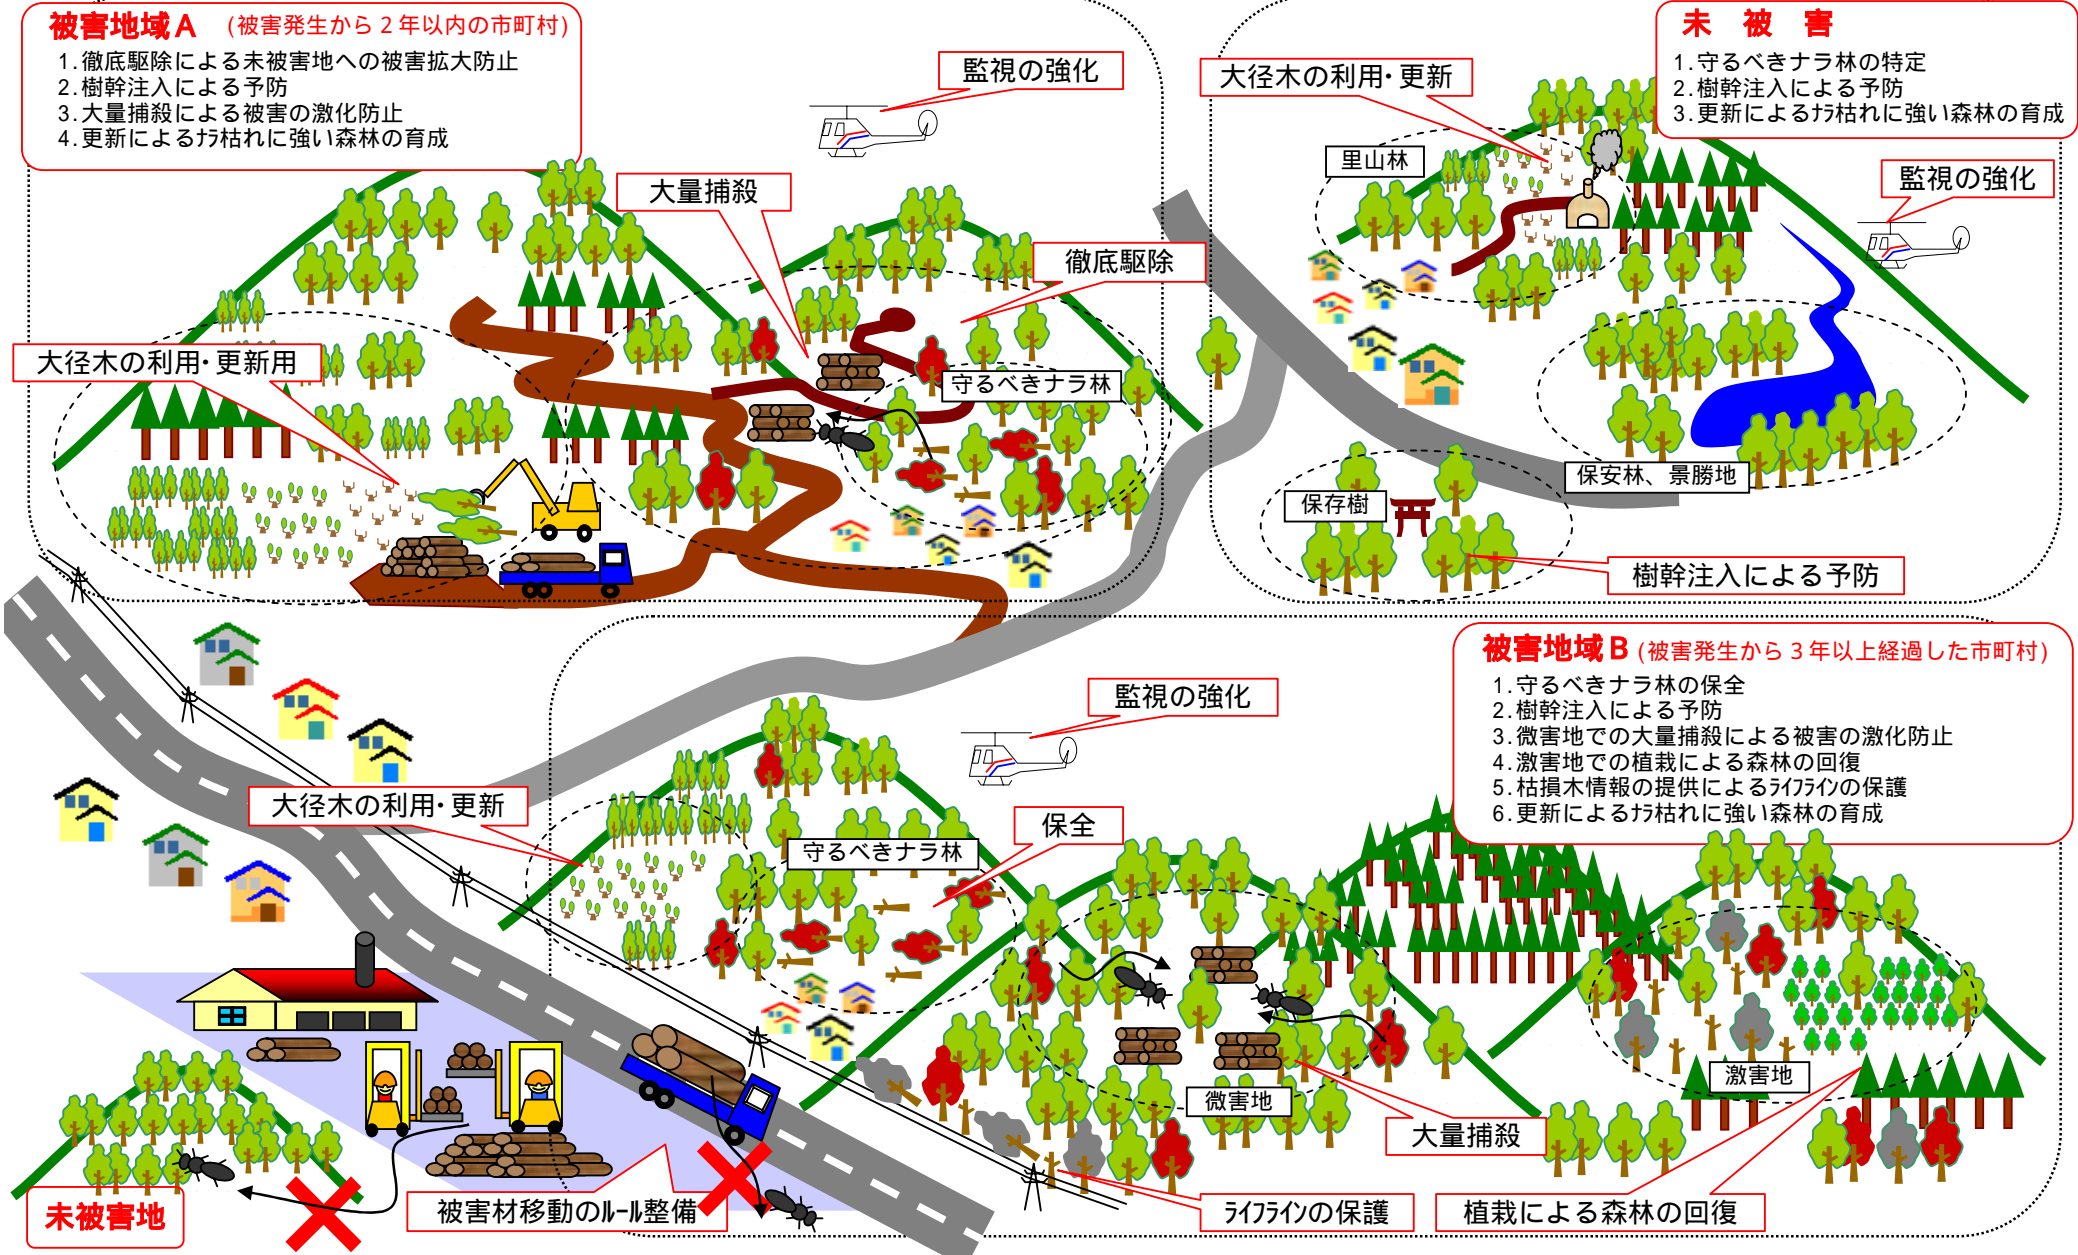 被害地域A (被害発生から2年以内の市町村)
1.徹底駆除による未被害地への被害拡大防止
2.樹幹注入による予防
3.大量捕殺による被害の激化防止
4.更新によるﾅﾗ枯れに強い森林の育成
監視の強化
大量捕殺
徹底駆除
大径木の利用・更新用
守るべきナラ林
未 被 害
1.守るべきナラ林の特定
2.樹幹注入による予防
3.更新によるﾅﾗ枯れに強い森林の育成
大径木の利用・更新
里山林
監視の強化
保安林、景勝地
保存樹
樹幹注入による予防
被害地域B (被害発生から3年以上経過した市町村)
1.守るべきナラ林の保全
2.樹幹注入による予防
3.微害地での大量捕殺による被害の激化防止
4.激害地での植栽による森林の回復
5.枯損木情報の提供によるﾗｲﾌﾗｲﾝの保護
6.更新によるﾅﾗ枯れに強い森林の育成
監視の強化
大径木の利用・更新
保全
守るべきナラ林
激害地
微害地
大量捕殺
未被害地
被害材移動のﾙｰﾙ整備
ﾗｲﾌﾗｲﾝの保護
植栽による森林の回復